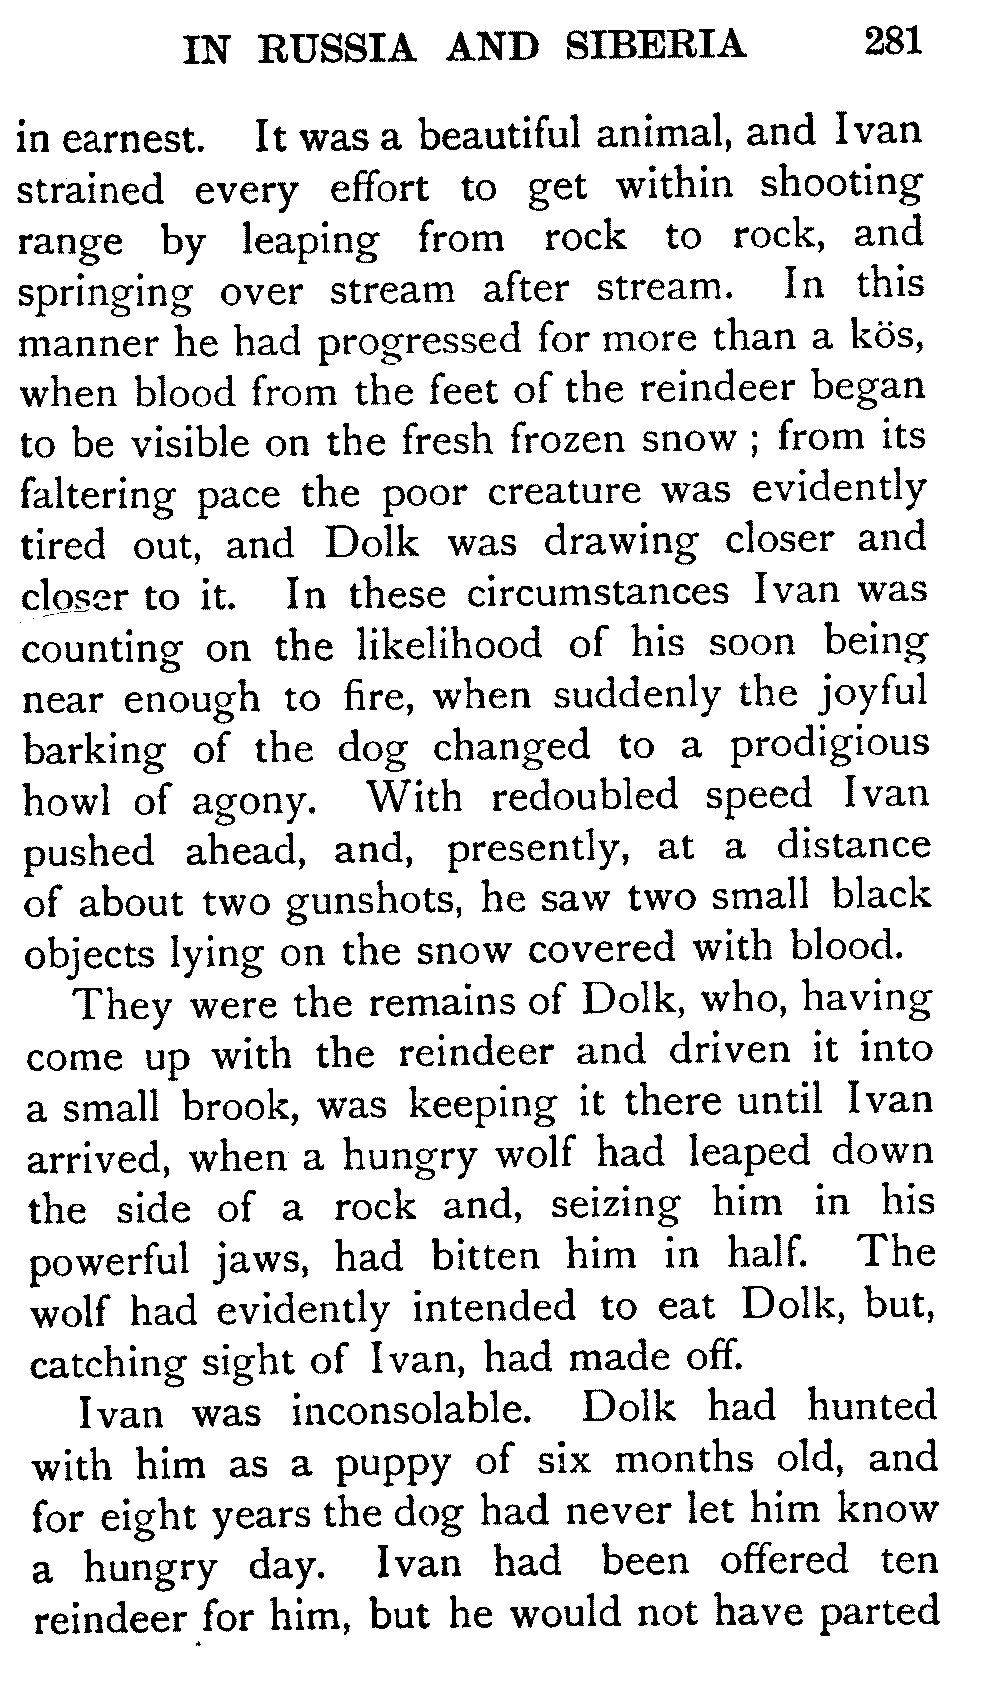 IN RUSSIA AND SIBERIA 281
in earnest. It was a beautiful animal, and Ivan
strained every effort to get within shooting
range by leaping from rock to rock, and
springing over stream after stream. In this
manner he had progressed for more than a kös,
when blood from the feet of the reindeer began
to be visible on the fresh frozen snow ; from its
faltering pace the poor creature was evidently
tired out, and Dolk was drawing closer and
closer to it. In these circumstances Ivan was
counting on the likelihood of his soon being
near enough to fire, when suddenly the joyful
barking of the dog changed to a prodigious
howl of agony. With redoubled speed Ivan
pushed ahead, and, presently, at a distance
of about two gunshots, he saw two small black
objects lying on the snow covered with blood.
They were the remains of Dolk, who, having
come up with the reindeer and driven it into
a small brook, was keeping it there until Ivan
arrived, when a hungry wolf had leaped down
the side of a rock and, seizing him in his
powerful jaws, had bitten him in half. The
wolf had evidently intended to eat Dolk, but,
catching sight of Ivan, had made off.
Ivan was inconsolable. Dolk had hunted
with him as a puppy of six months old, and
for eight years the dog had never let him know
a hungry day. Ivan had been offered ten
reindeer for him, but he would not have parted